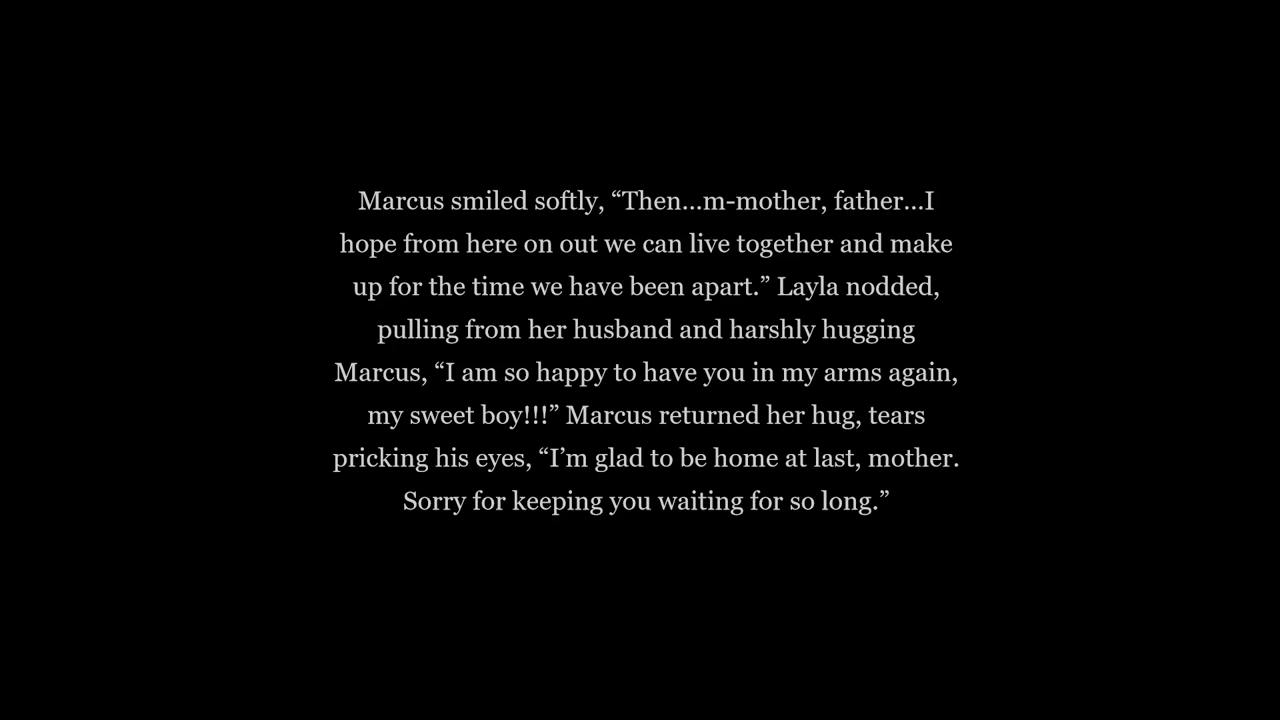 Marcus smiled softly, “Then...m-mother, father...I
hope from here on out we can live together and make
up for the time we have been apart.” Layla nodded,
pulling from her husband and harshly hugging
Marcus, “I am so happy to have you in my arms again,
my sweet boy!!!” Marcus returned her hug, tears
pricking his eyes, “I’m glad to be home at last, mother.
Sorry for keeping you waiting for so long.”